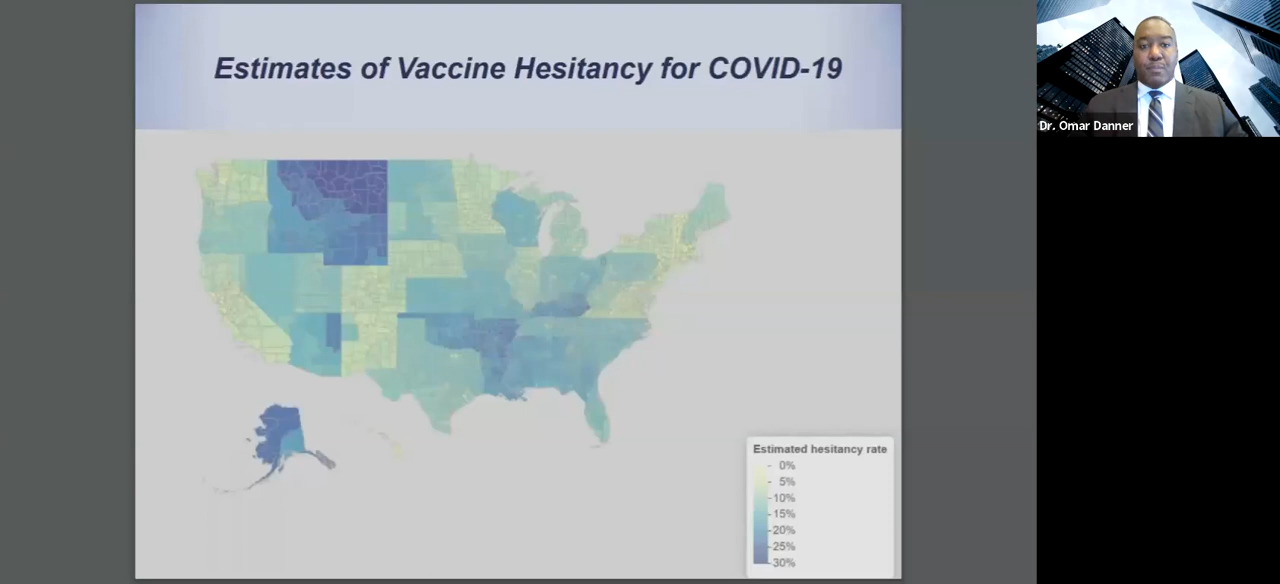 Estimates of Vaccine Hesitancy for COVID-19
Dr. Omar Danner
Estimated hesitancy rate
0%
5%
10%
15%
20%
25%
30%